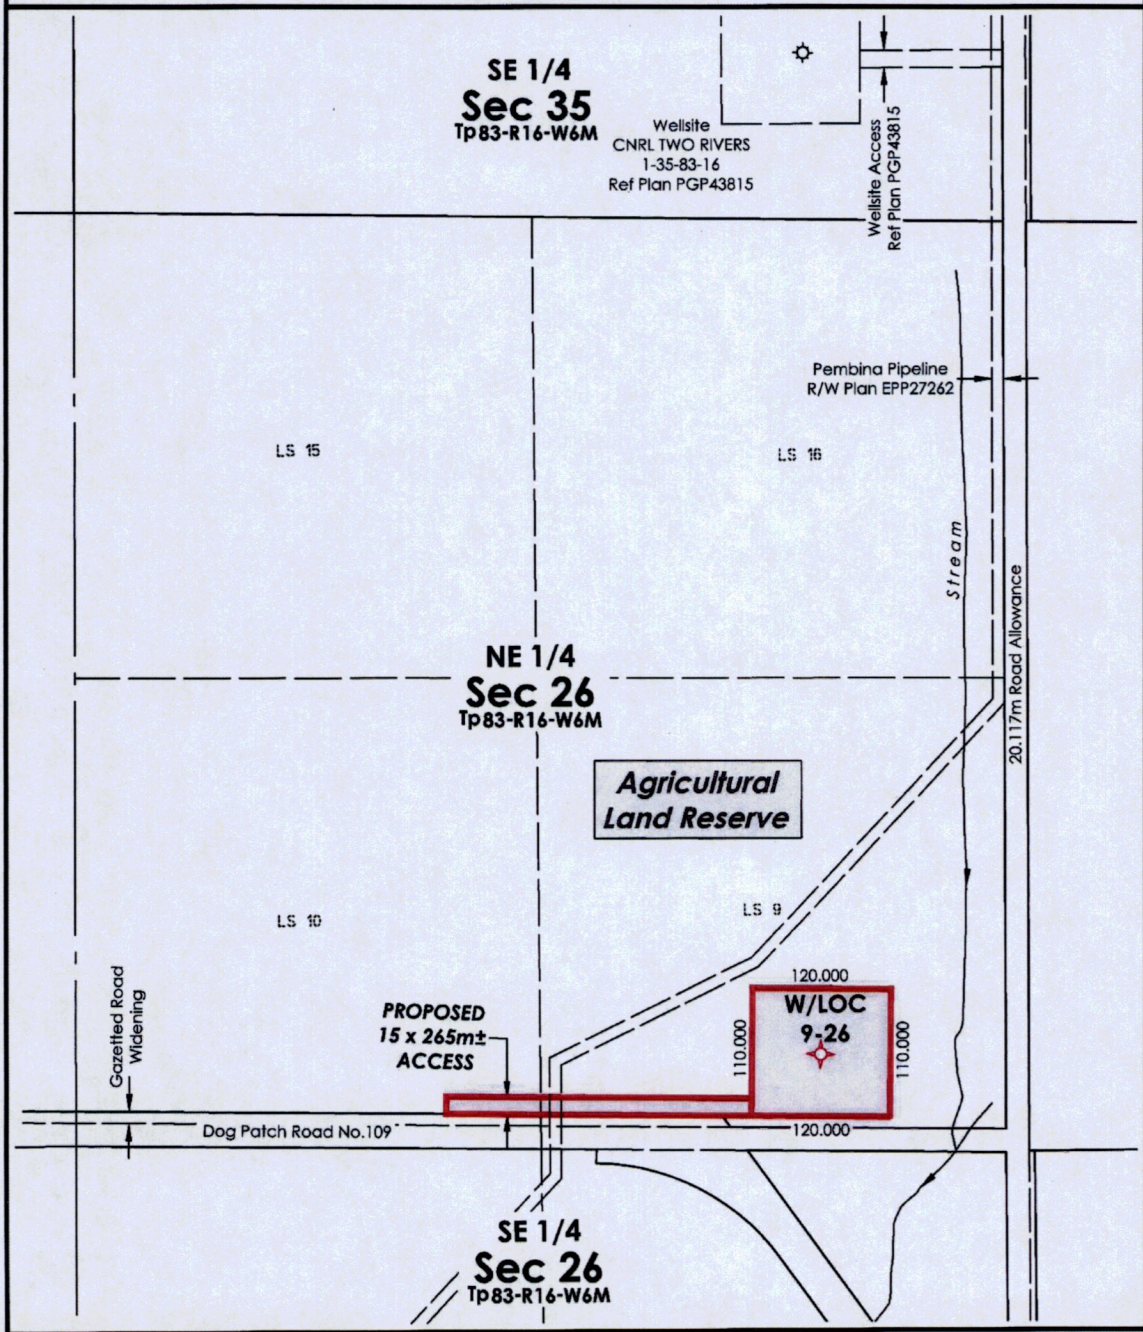 SE 1/4
Sec 35
Tp83-R16-W6M
Wellsite
CNRL TWO RIVERS
1-35-83-16
Ref Plan PGP43815
Wellsite Access
Ref Plan PGP43815
Pembina Pipeline
R/W Plan EPP27262
LS 15
LS 16
Stream
20.117m Road Allowance
NE 1/4
Sec 26
Tp83-R16-W6M
Agricultural
Land Reserve
LS 10
LS 9
Gazetted Road
Widening
PROPOSED
15 x 265m±
ACCESS
120.000
W/LOC
9-26
110.000
110.000
120.000
Dog Patch Road No.109
SE 1/4
Sec 26
Tp83-R16-W6M